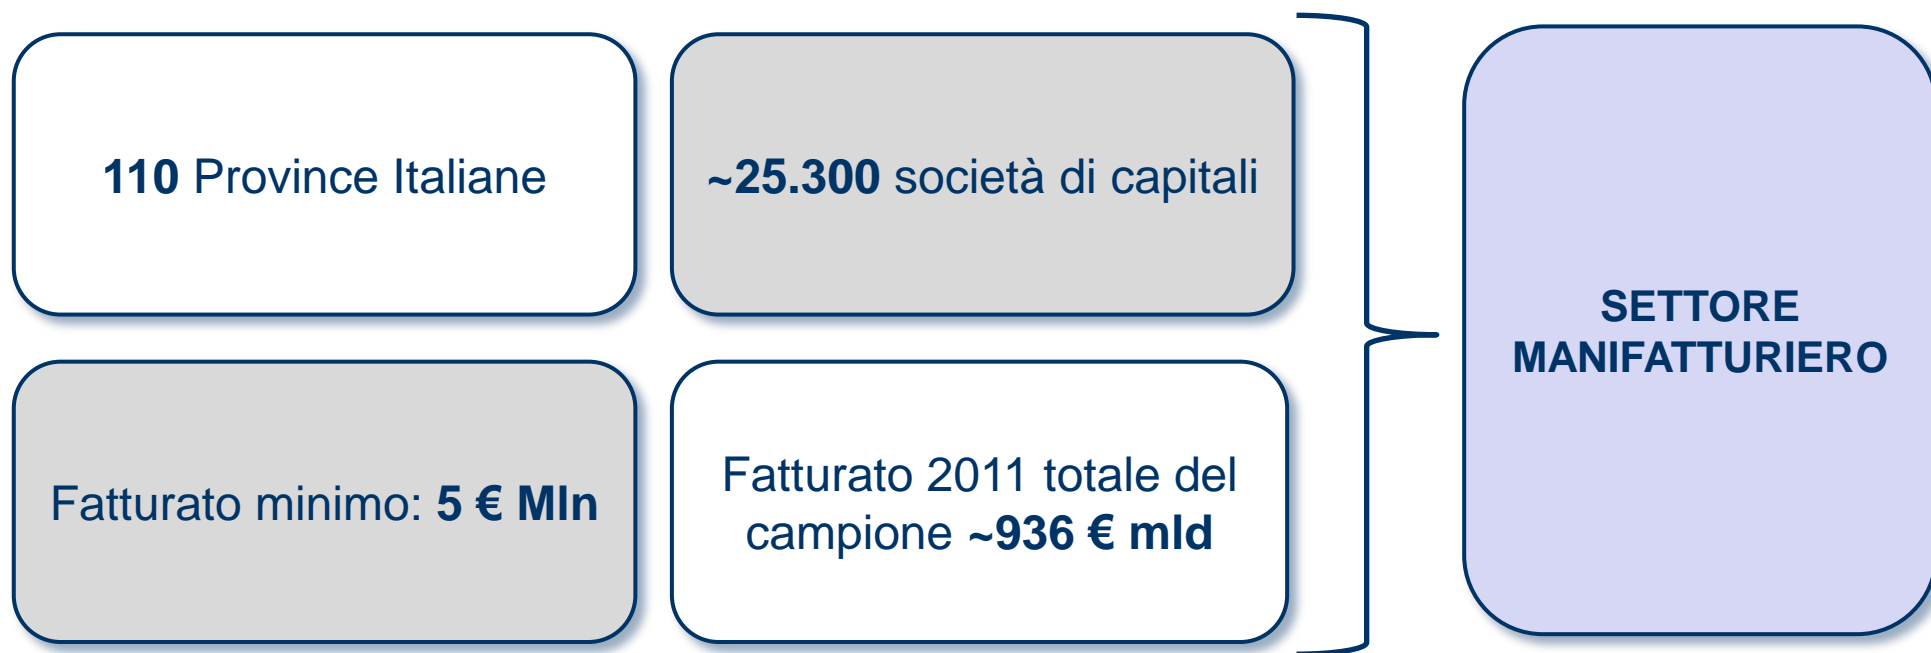 110 Province Italiane
~25.300 società di capitali
Fatturato minimo: 5 € Mln
Fatturato 2011 totale del
campione ~936 € mld
SETTORE
MANIFATTURIERO